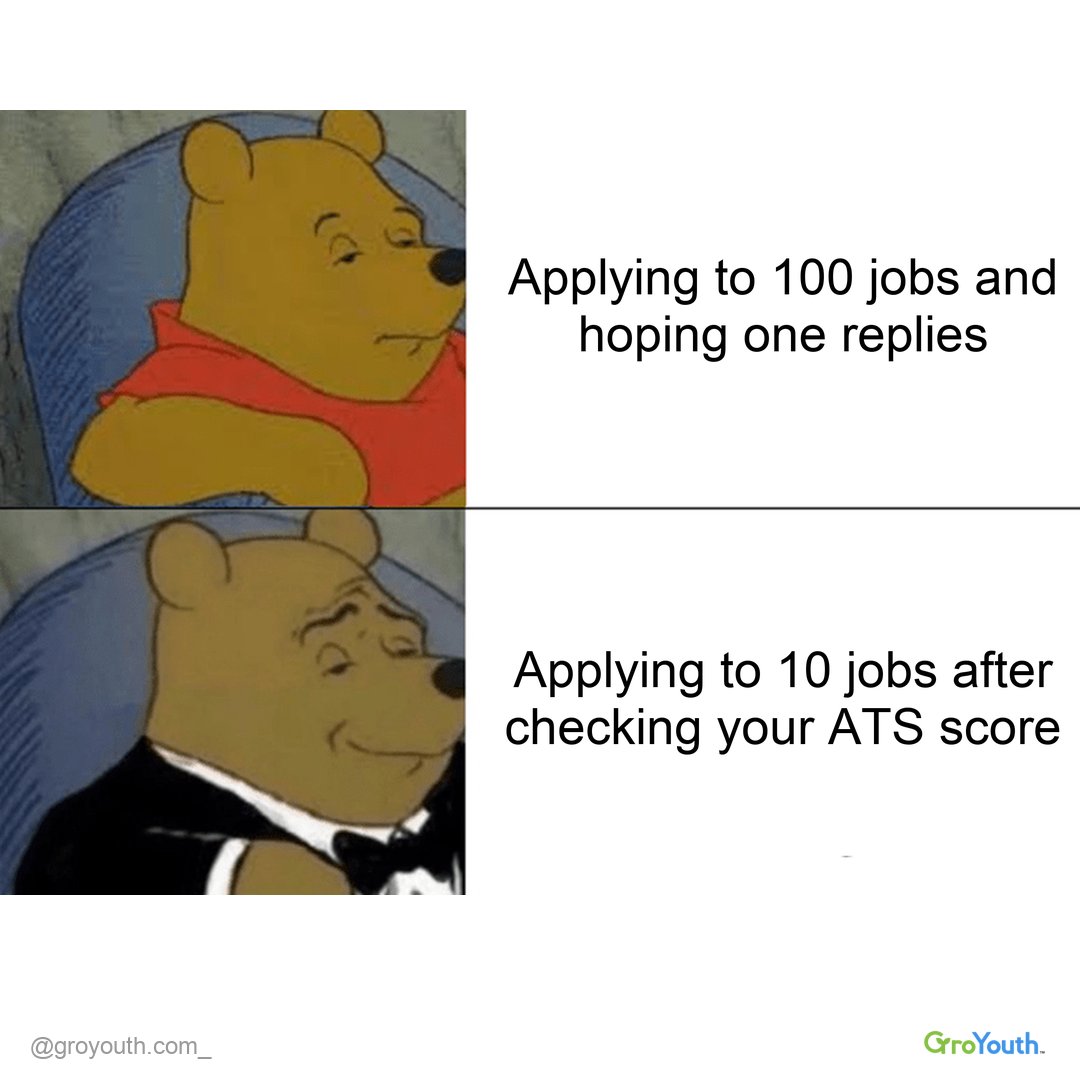 Applying to 100 jobs and
hoping one replies
Applying to 10 jobs after
checking your ATS score
@groyouth.com_
GroYouth™